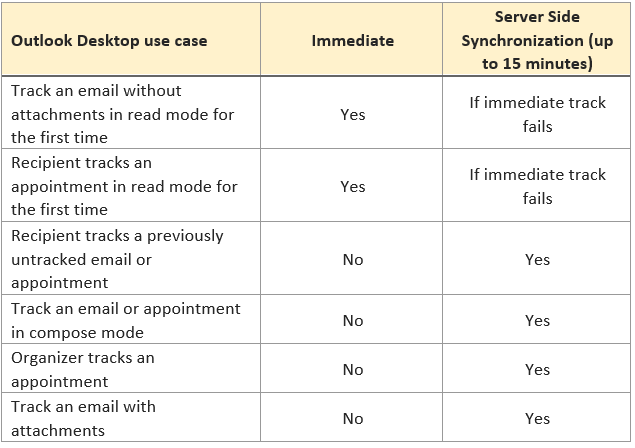 Outlook Desktop use case
Immediate
Server Side
Synchronization (up
to 15 minutes)
Track an email without
attachments in read mode for
the first time
Yes
If immediate track
fails
Recipient tracks an
appointment in read mode for
the first time
Yes
If immediate track
fails
Recipient tracks a previously
untracked email or
appointment
No
Yes
Track an email or appointment
in compose mode
No
Yes
Organizer tracks an
appointment
No
Yes
Track an email with
attachments
No
Yes